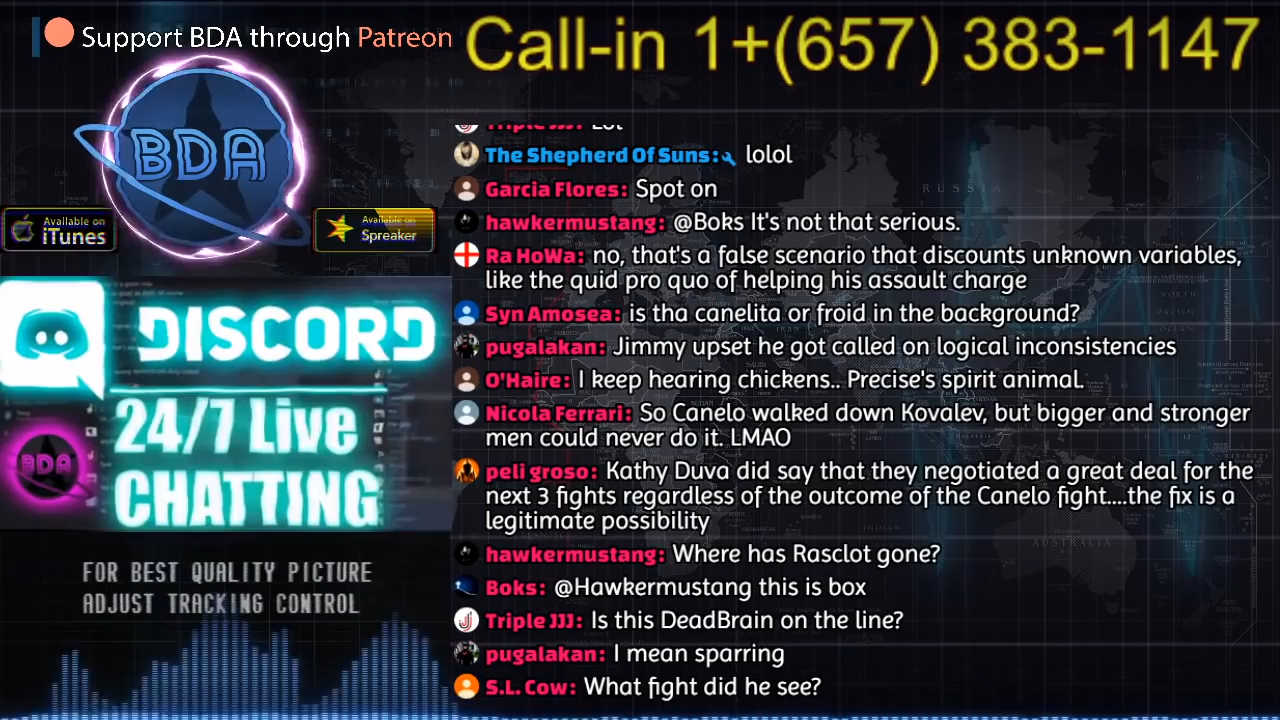 Support BDA through Patreon
Call-in 1+(657) 383-1147
BDA
Available on
iTunes
Available on
Spreaker
DISCORD
24/7 Live
CHATTING
BDA
FOR BEST QUALITY PICTURE
ADJUST TRACKING CONTROL
Triple JJJ: Lol
The Shepherd Of Suns: lolol
Garcia Flores: Spot on
hawkermustang: @Boks It's not that serious.
Ra HoWa: no, that's a false scenario that discounts unknown variables,
like the quid pro quo of helping his assault charge
Syn Amosea: is tha canelita or froid in the background?
pugalakan: Jimmy upset he got called on logical inconsistencies
O'Haire: I keep hearing chickens.. Precise's spirit animal.
Nicola Ferrari: So Canelo walked down Kovalev, but bigger and stronger
men could never do it. LMAO
peli groso: Kathy Duva did say that they negotiated a great deal for the
next 3 fights regardless of the outcome of the Canelo fight....the fix is a
legitimate possibility
hawkermustang: Where has Rasclot gone?
Boks: @Hawkermustang this is box
Triple JJJ: Is this DeadBrain on the line?
pugalakan: I mean sparring
S.L. Cow: What fight did he see?
RUSSIA
AUSTRALIA